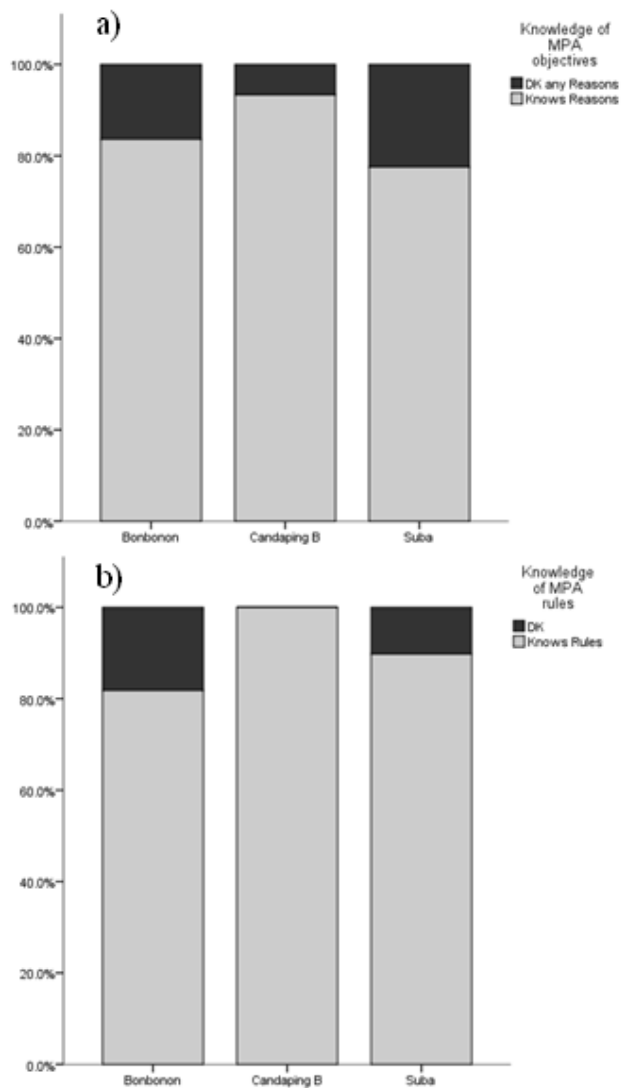 a)
Knowledge of
MPA
objectives
DK any Reasons
Knows Reasons
100.0%
80.0%
60.0%
40.0%
20.0%
0.0%
Bonbonon
Candaping B
Suba
b)
Knowledge
of MPA
rules
DK
Knows Rules
100.0%
80.0%
60.0%
40.0%
20.0%
0.0%
Bonbonon
Candaping B
Suba